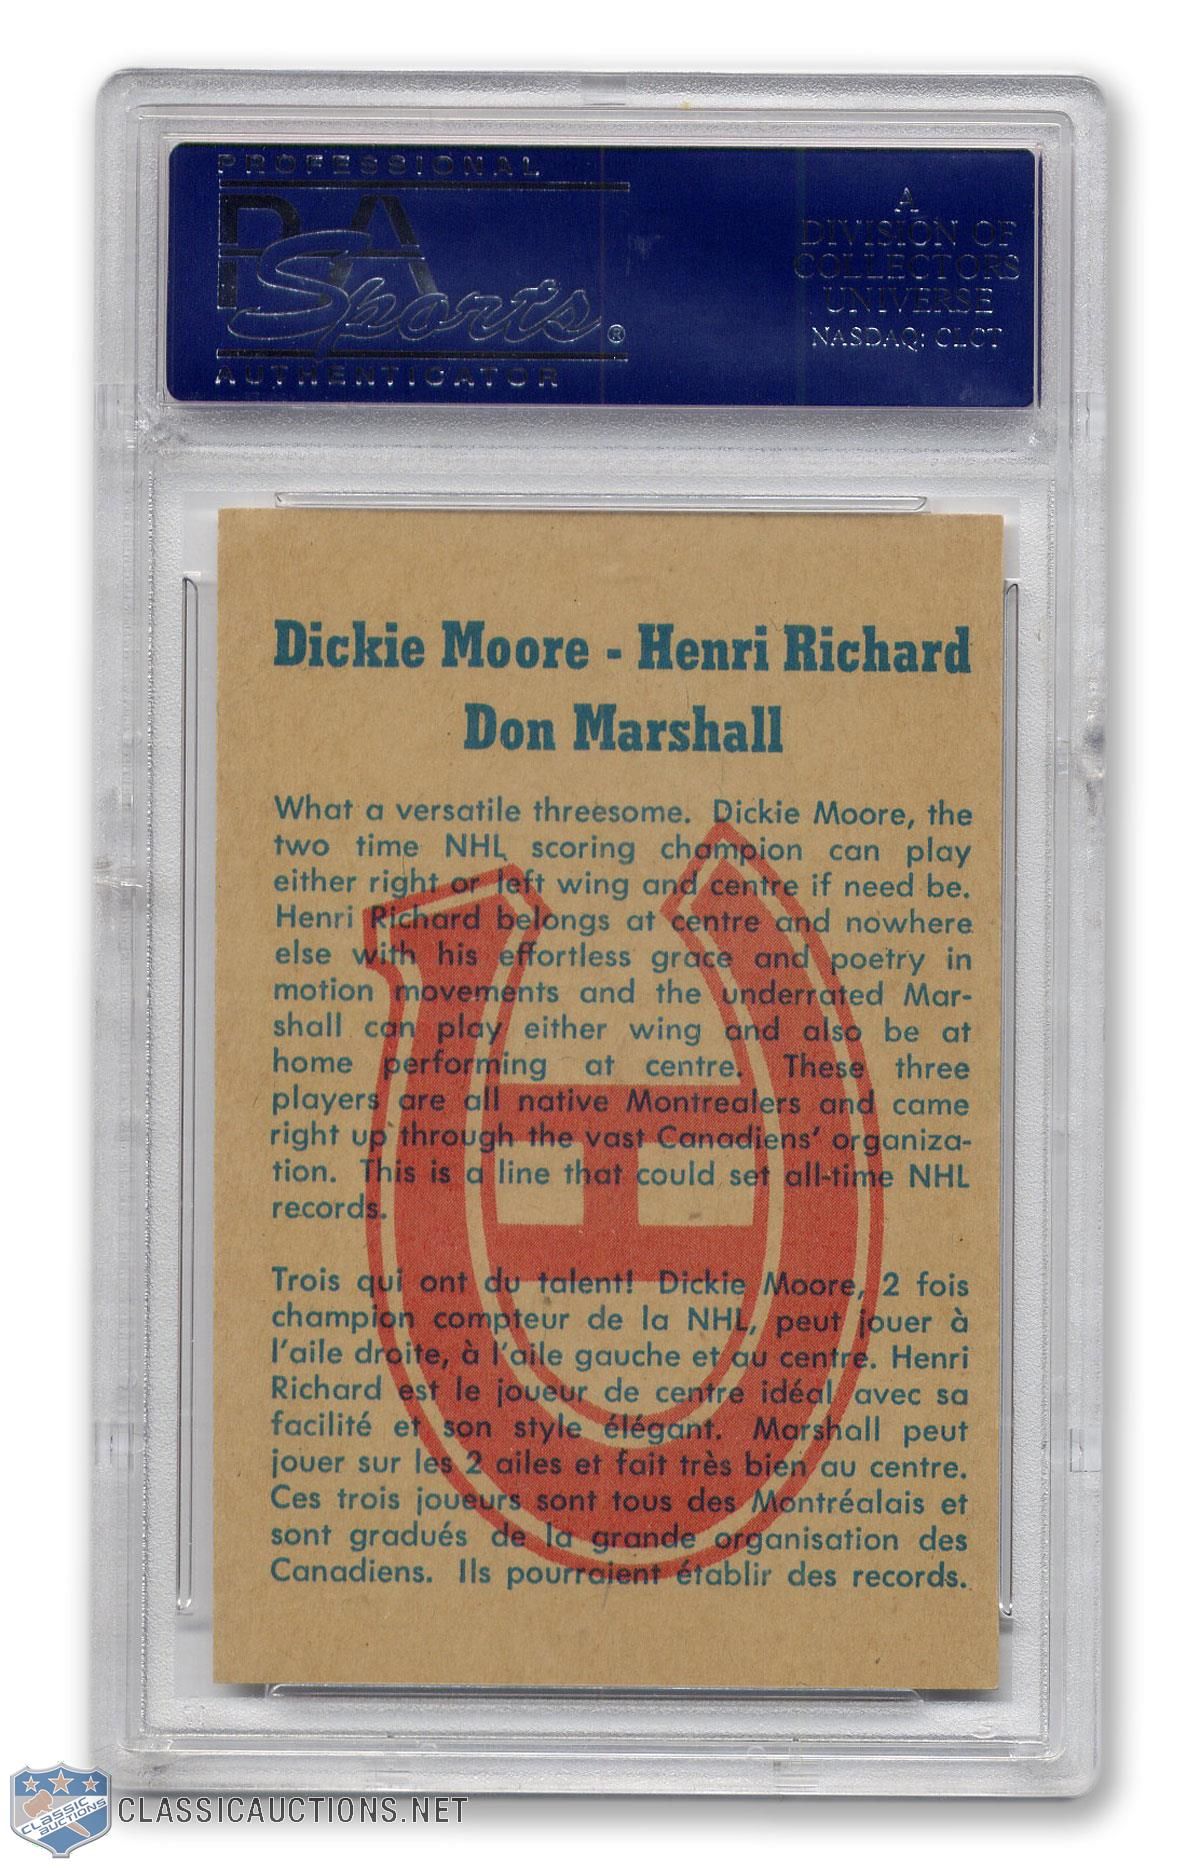 PROFESSIONAL
PSA
Sports®
AUTHENTICATOR
A
DIVISION OF
COLLECTORS
UNIVERSE
NASDAQ: CLCT
Dickie Moore - Henri Richard
Don Marshall
What a versatile threesome. Dickie Moore, the
two time NHL scoring champion can play
either right or left wing and centre if need be.
Henri Richard belongs at centre and nowhere
else with his effortless grace and poetry in
motion movements and the underrated Mar-
shall can play either wing and also be at
home performing at centre. These three
players are all native Montrealers and came
right up through the vast Canadiens' organiza-
tion. This is a line that could set all-time NHL
records.
Trois qui ont du talent! Dickie Moore, 2 fois
champion compteur de la NHL, peut jouer à
l'aile droite, à l'aile gauche et au centre. Henri
Richard est le joueur de centre idéal avec sa
facilité et son style élégant. Marshall peut
jouer sur les 2 ailes et fait très bien au centre.
Ces trois joueurs sont tous des Montréalais et
sont gradués de la grande organisation des
Canadiens. Ils pourraient établir des records.
CLASSIC
AUCTIONS
CLASSICAUCTIONS.NET